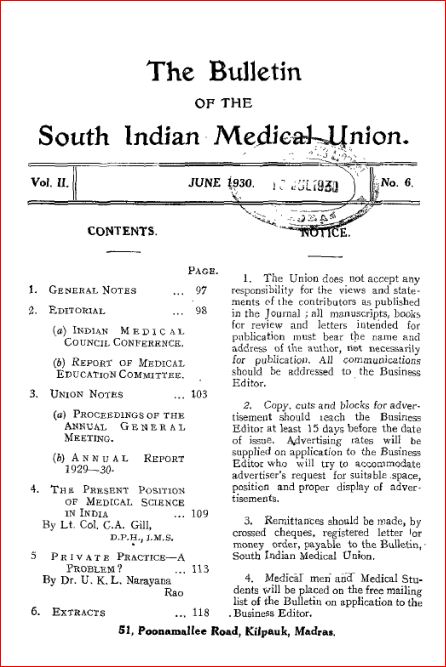 The Bulletin
OF THE
South Indian Medical Union.
Vol. II.
JUNE 1930.
JUL 1930
No. 6.
CONTENTS.
PAGE.
1. GENERAL NOTES ... 97
2. EDITORIAL ... 98
(a) INDIAN MEDICAL
COUNCIL CONFERENCE.
(b) REPORT OF MEDICAL
EDUCATION COMMITTEE.
3. UNION NOTES ... 103
(a) PROCEEDINGS OF THE
ANNUAL GENERAL
MEETING.
(b) ANNUAL REPORT
1929—30.
4. THE PRESENT POSITION
OF MEDICAL SCIENCE
IN INDIA ... 109
By Lt. Col. C.A. Gill,
D.P.H., I.M.S.
5 PRIVATE PRACTICE—A
PROBLEM? ... 113
By Dr. U. K. L. Narayana
Rao
6. EXTRACTS ... 118
NOTICE.
1. The Union does not accept any
responsibility for the views and state-
ments of the contributors as published
in the Journal; all manuscripts, books
for review and letters intended for
publication must bear the name and
address of the author, not necessarily
for publication. All communications
should be addressed to the Business
Editor.
2. Copy, cuts and blocks for adver-
tisement should reach the Business
Editor at least 15 days before the date
of issue. Advertising rates will be
supplied on application to the Business
Editor who will try to accommodate
advertiser's request for suitable space,
position and proper display of adver-
tisements.
3. Remittances should be made, by
crossed cheques, registered letter or
money order, payable to the Bulletin,
South Indian Medical Union.
4. Medical men and Medical Stu-
dents will be placed on the free mailing
list of the Bulletin on application to the
Business Editor.
51, Poonamallee Road, Kilpauk, Madras.